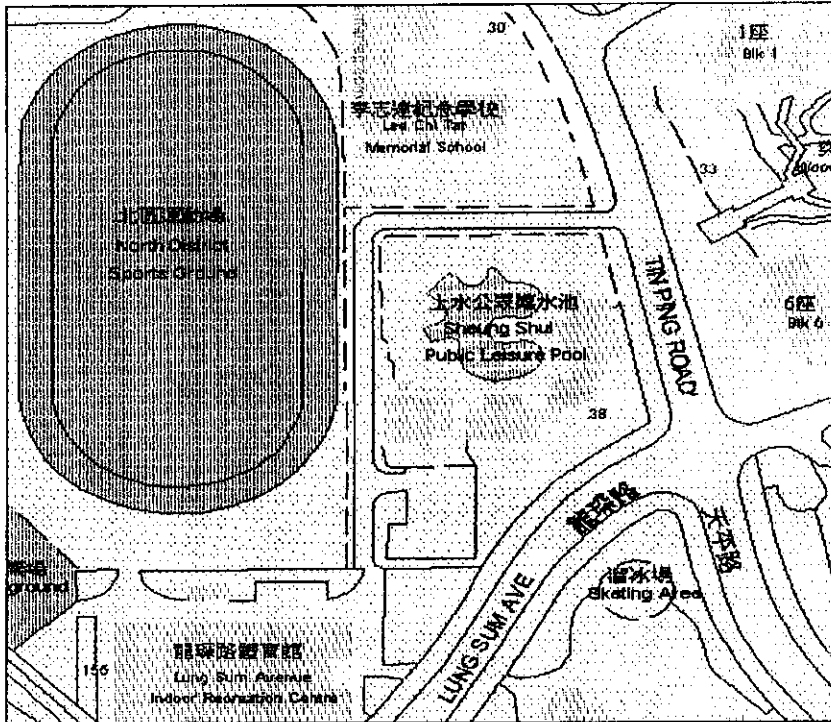 30
1座
Blk 1
李志達紀念學校
Lee Chi Tat
Memorial School
33
北區運動場
North District
Sports Ground
上水公眾游水池
Sheung Shui
Public Leisure Pool
TIN PING ROAD
6座
Blk 6
38
龍琛路
天平路
溜冰場
Skating Area
LUNG SUM AVE
ground
龍琛路體育館
Lung Sum Avenue
Indoor Recreation Centre
156